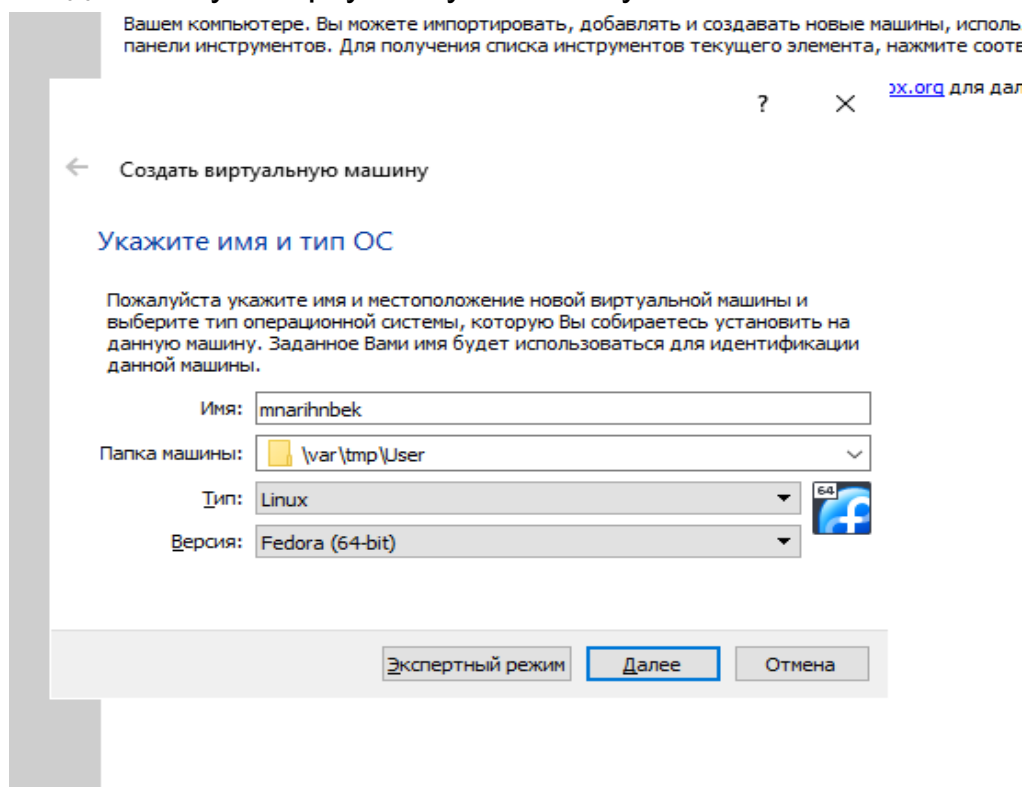 Вашем компьютере. Вы можете импортировать, добавлять и создавать новые машины, исполь
панели инструментов. Для получения списка инструментов текущего элемента, нажмите соотв
ox.org для дал
?
Создать виртуальную машину
Укажите имя и тип ОС
Пожалуйста укажите имя и местоположение новой виртуальной машины и
выберите тип операционной системы, которую Вы собираетесь установить на
данную машину. Заданное Вами имя будет использоваться для идентификации
данной машины.
Имя: mnarihnbek
Папка машины: \var\tmp\User
Тип: Linux
64
Версия: Fedora (64-bit)
Экспертный режим Далее Отмена